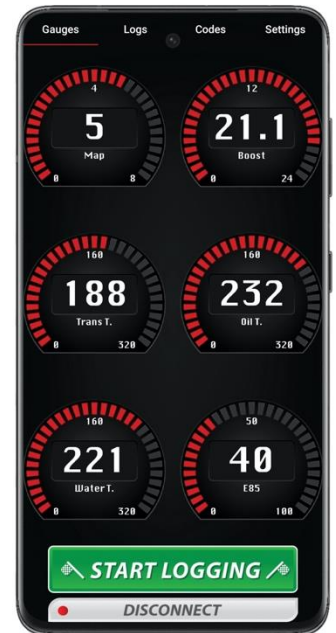 Gauges Logs Codes Settings
4
5
Map
0 8
12
21.1
Boost
0 24
160
188
Trans T.
0 320
160
232
Oil T.
0 320
160
221
Water T.
0 320
50
40
E85
0 100
START LOGGING
DISCONNECT